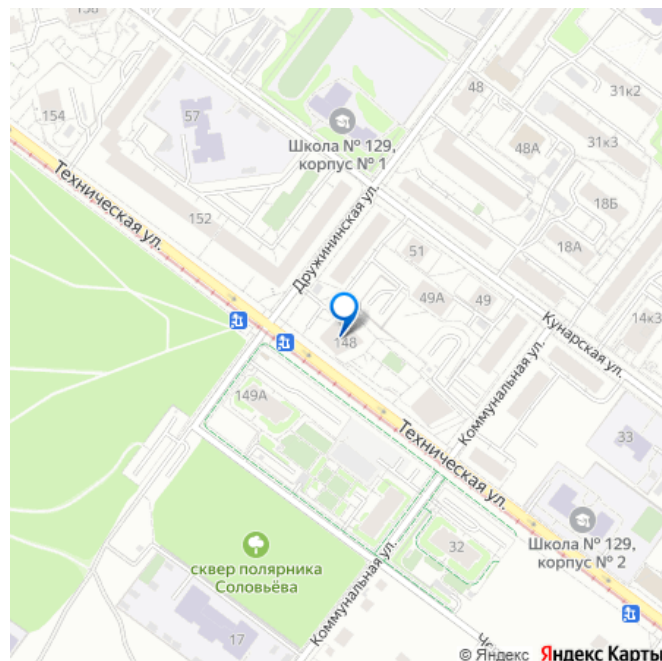 158
48
31к2
154
57
Школа № 129,
корпус № 1
48А
31к3
Техническая ул.
152
Дружининская ул.
18Б
51
18А
49А
49
14к3
148
Кунарская ул.
Коммунальная ул.
149А
Техническая ул.
33
сквер полярника
Соловьёва
32
Школа № 129,
корпус № 2
Коммунальная ул.
17
© Яндекс Яндекс Карты